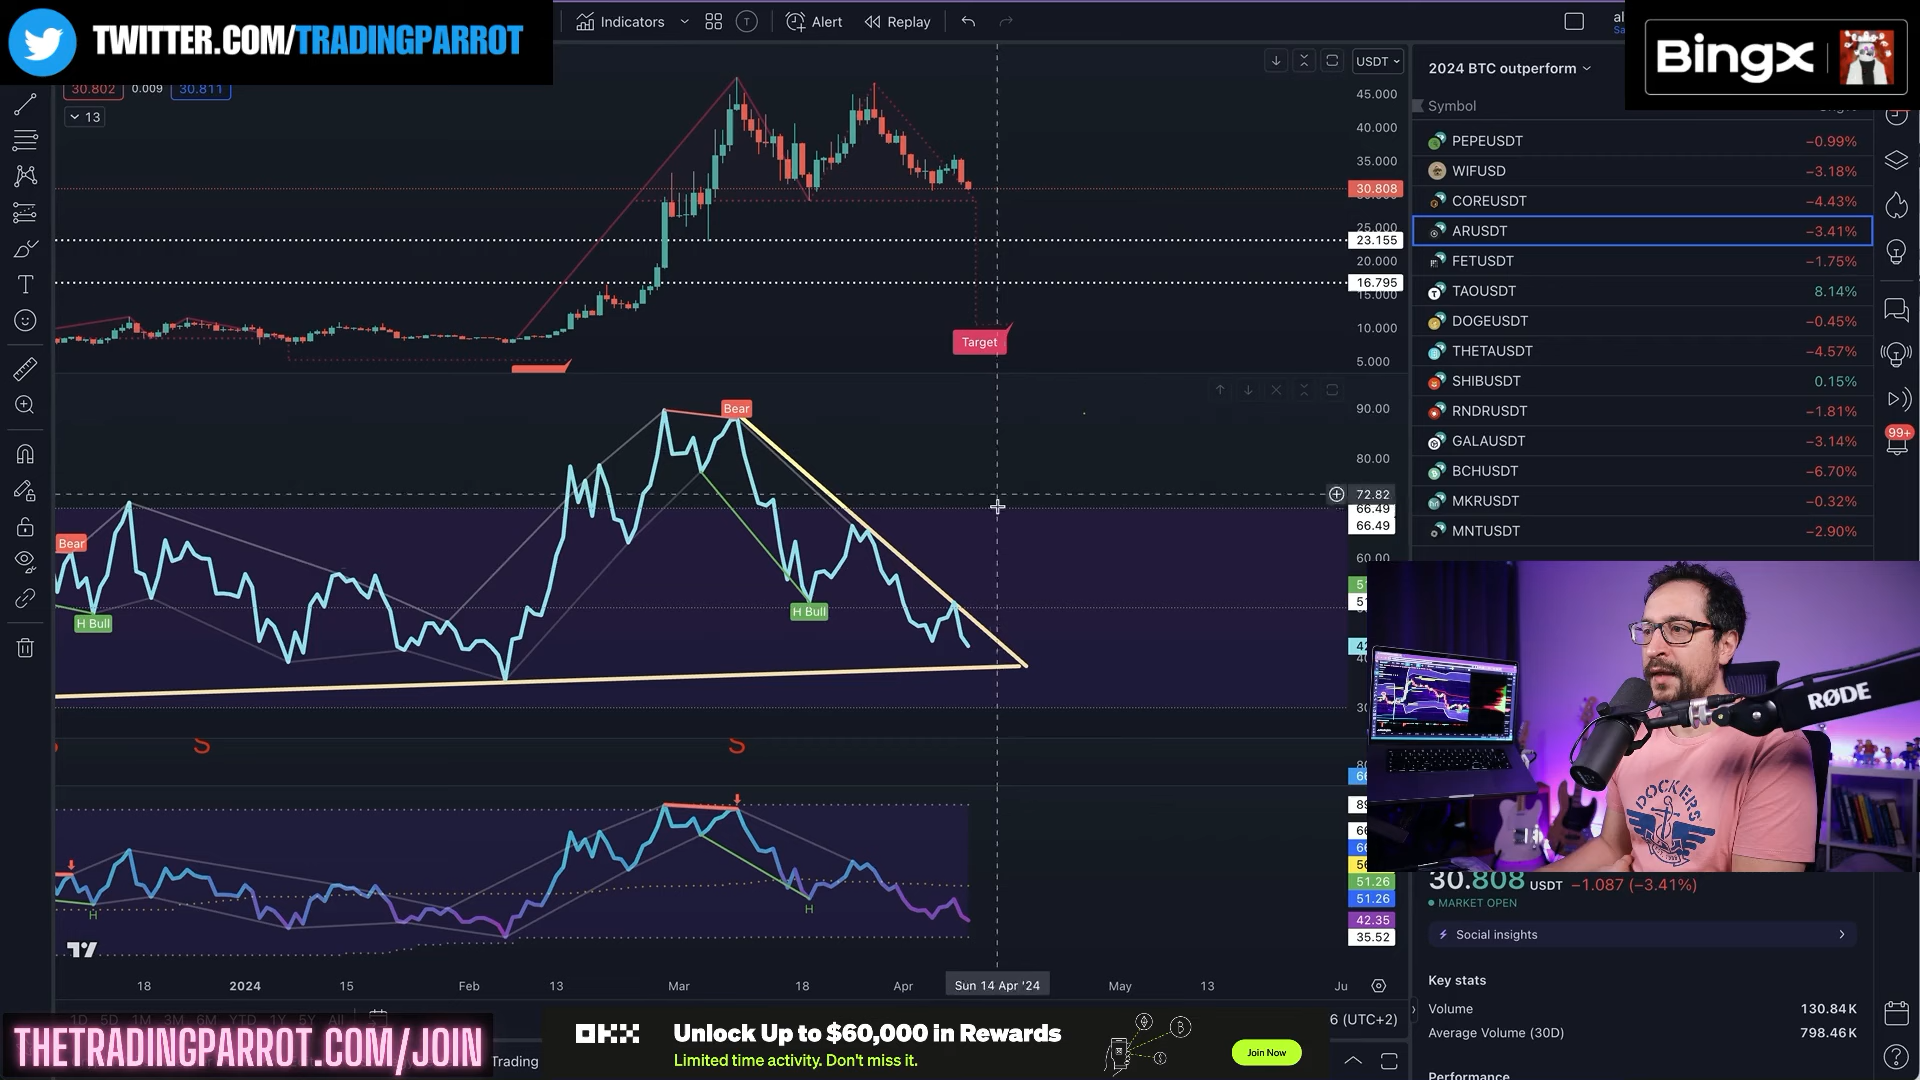 TWITTER.COM/TRADINGPARROT
Indicators
T
Alert
Replay
BingX
30.802
0.009
30.811
13
USDT
45.000
40.000
35.000
30.808
25.000
23.155
20.000
16.795
15.000
10.000
5.000
Target
2024 BTC outperform
Symbol
PEPEUSDT −0.99%
WIFUSD −3.18%
COREUSDT −4.43%
ARUSDT −3.41%
FETUSDT −1.75%
TAOUSDT 8.14%
DOGEUSDT −0.45%
THETAUSDT −4.57%
SHIBUSDT 0.15%
RNDRUSDT −1.81%
GALAUSDT −3.14%
BCHUSDT −6.70%
MKRUSDT −0.32%
MNTUSDT −2.90%
99+
90.00
Bear
80.00
72.82
66.49
66.49
60.00
Bear
H Bull
H Bull
S
S
H
H
51.26
51.26
42.35
35.52
RØDE
DOCKERS
30.808 USDT −1.087 (−3.41%)
MARKET OPEN
Social insights
Key stats
Volume 130.84K
Average Volume (30D) 798.46K
Performance
18
2024
15
Feb
13
Mar
18
Apr
Sun 14 Apr '24
May
13
Ju
1D 5D 1M 3M 6M YTD 1Y 5Y All
6 (UTC+2)
THETRADINGPARROT.COM/JOIN
Trading
OKX
Unlock Up to $60,000 in Rewards
Limited time activity. Don't miss it.
Join Now